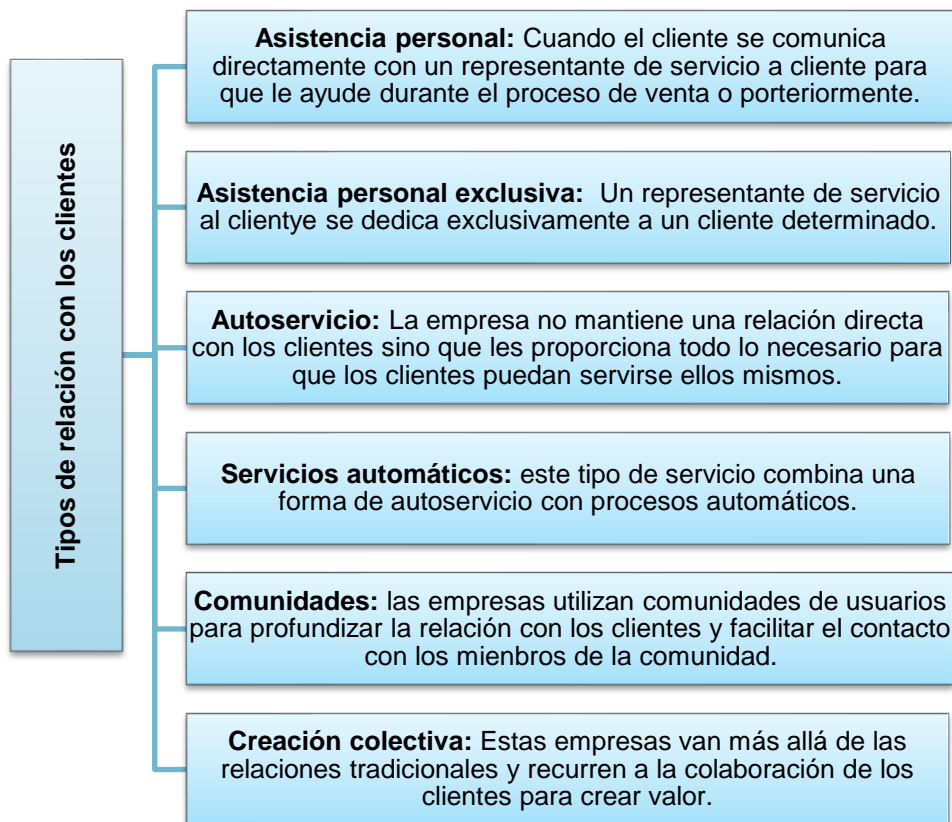 Tipos de relación con los clientes
Asistencia personal: Cuando el cliente se comunica
directamente con un representante de servicio a cliente para
que le ayude durante el proceso de venta o porteriormente.
Asistencia personal exclusiva: Un representante de servicio
al clientye se dedica exclusivamente a un cliente determinado.
Autoservicio: La empresa no mantiene una relación directa
con los clientes sino que les proporciona todo lo necesario para
que los clientes puedan servirse ellos mismos.
Servicios automáticos: este tipo de servicio combina una
forma de autoservicio con procesos automáticos.
Comunidades: las empresas utilizan comunidades de usuarios
para profundizar la relación con los clientes y facilitar el contacto
con los mienbros de la comunidad.
Creación colectiva: Estas empresas van más allá de las
relaciones tradicionales y recurren a la colaboración de los
clientes para crear valor.